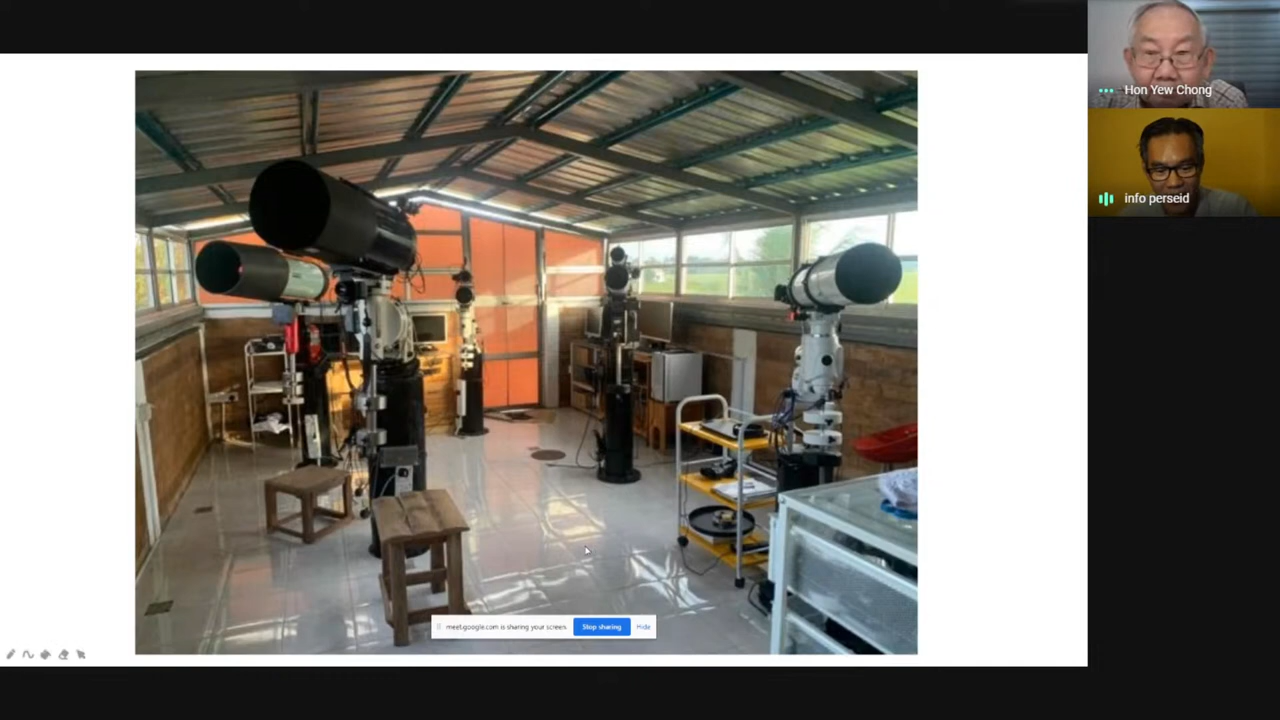 Hon Yew Chong
info perseid
meet.google.com is sharing your screen.
Stop sharing
Hide